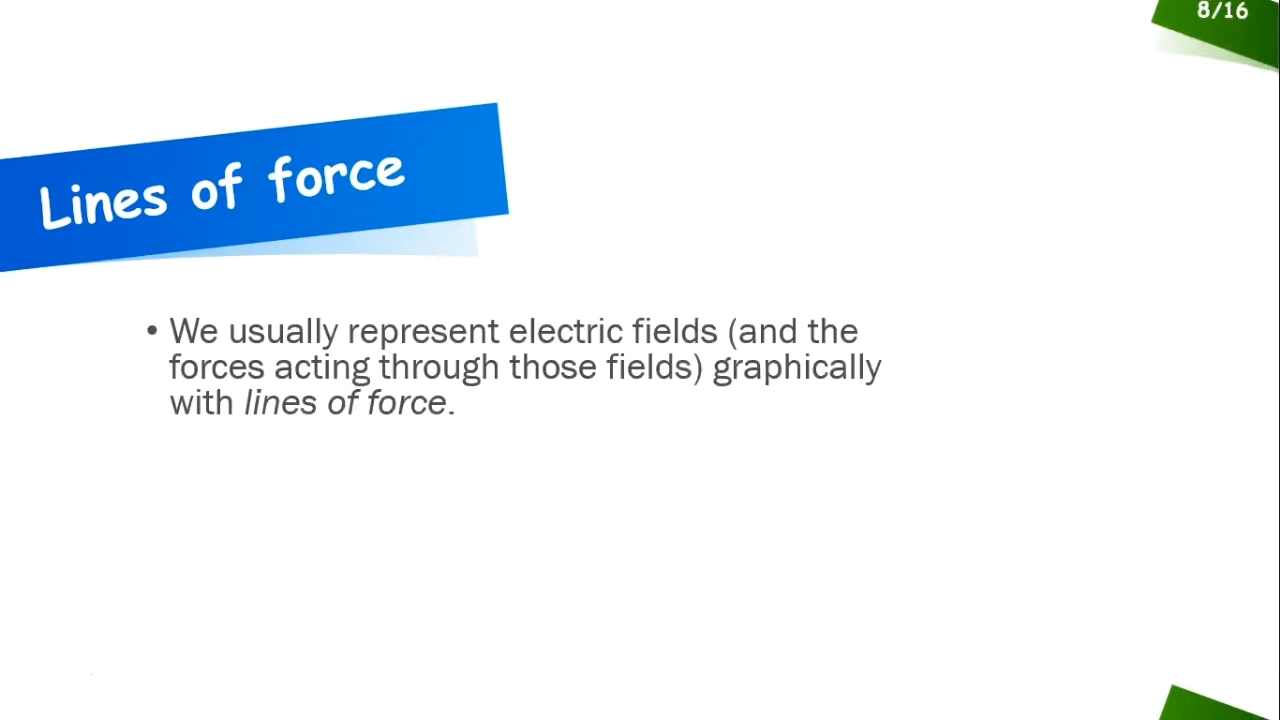 8/16
Lines of force
• We usually represent electric fields (and the
forces acting through those fields) graphically
with lines of force.